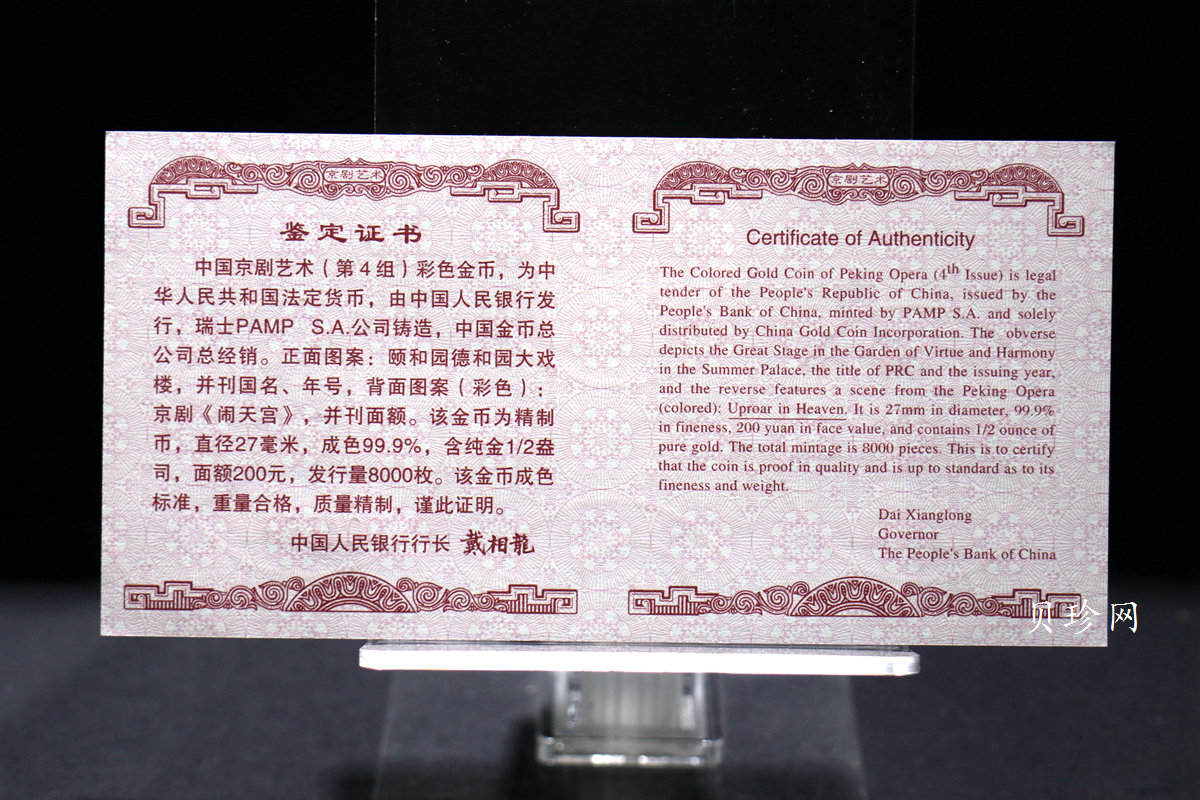 京剧艺术
鉴定证书
中国京剧艺术(第4组)彩色金币,为中
华人民共和国法定货币,由中国人民银行发
行,瑞士PAMP S.A.公司铸造,中国金币总
公司总经销。正面图案:颐和园德和园大戏
楼,并刊国名、年号,背面图案(彩色):
京剧《闹天宫》,并刊面额。该金币为精制
币,直径27毫米,成色99.9%,含纯金1/2盎
司,面额200元,发行量8000枚。该金币成色
标准,重量合格,质量精制,谨此证明。
中国人民银行行长 戴相龍
京剧艺术
Certificate of Authenticity
The Colored Gold Coin of Peking Opera (4th Issue) is legal
tender of the People's Republic of China, issued by the
People's Bank of China, minted by PAMP S.A. and solely
distributed by China Gold Coin Incorporation. The obverse
depicts the Great Stage in the Garden of Virtue and Harmony
in the Summer Palace, the title of PRC and the issuing year,
and the reverse features a scene from the Peking Opera
(colored): Uproar in Heaven. It is 27mm in diameter, 99.9%
in fineness, 200 yuan in face value, and contains 1/2 ounce of
pure gold. The total mintage is 8000 pieces. This is to certify
that the coin is proof in quality and is up to standard as to its
fineness and weight.
Dai Xianglong
Governor
The People's Bank of China
贝珍网